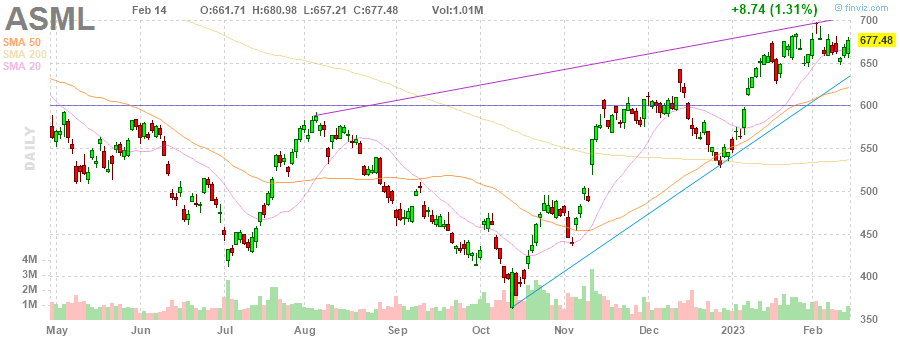 ASML Feb 14 O:661.71 H:680.98 L:657.21 C:677.48 Vol:1.01M +8.74 (1.31%) © finviz.com
SMA 50
SMA 200
SMA 20
DAILY
700
677.48
650
600
550
500
450
400
4M
3M
2M
1M
May Jun Jul Aug Sep Oct Nov Dec 2023 Feb